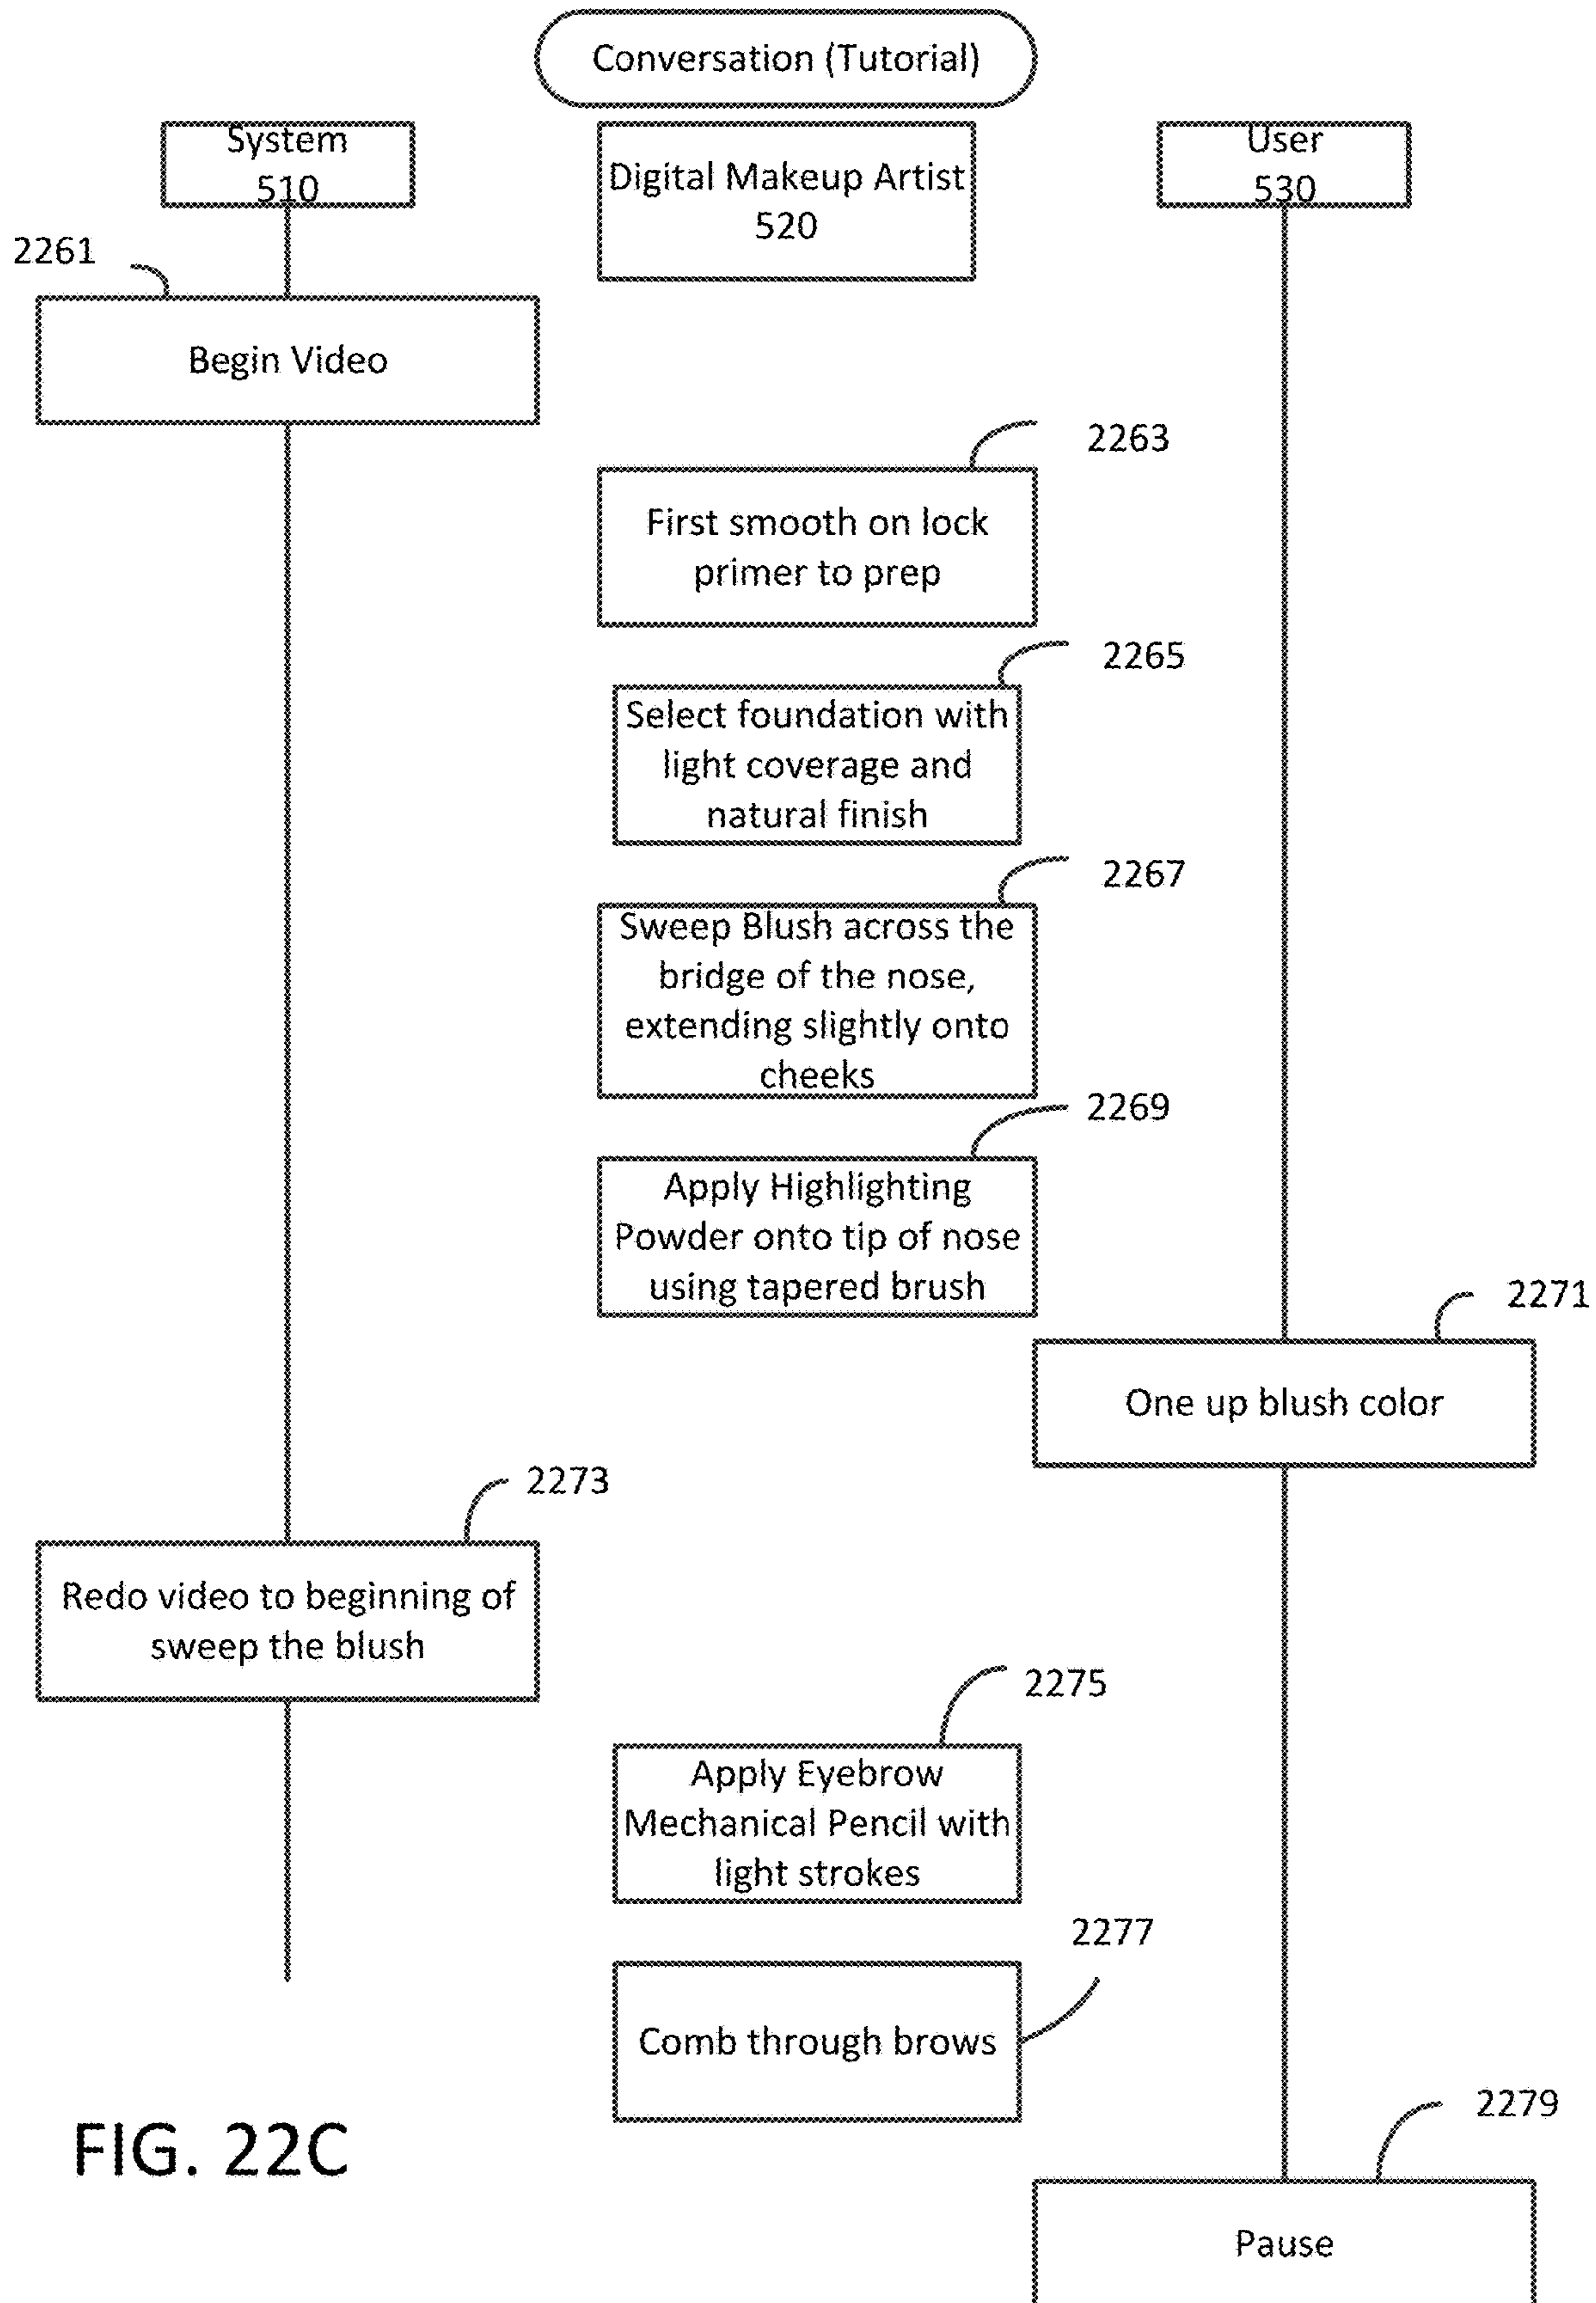 Conversation (Tutorial)
System
510
Digital Makeup Artist
520
User
530
2261
Begin Video
2263
First smooth on lock
primer to prep
2265
Select foundation with
light coverage and
natural finish
2267
Sweep Blush across the
bridge of the nose,
extending slightly onto
cheeks
2269
Apply Highlighting
Powder onto tip of nose
using tapered brush
2271
One up blush color
2273
Redo video to beginning of
sweep the blush
2275
Apply Eyebrow
Mechanical Pencil with
light strokes
2277
Comb through brows
2279
Pause
FIG. 22C